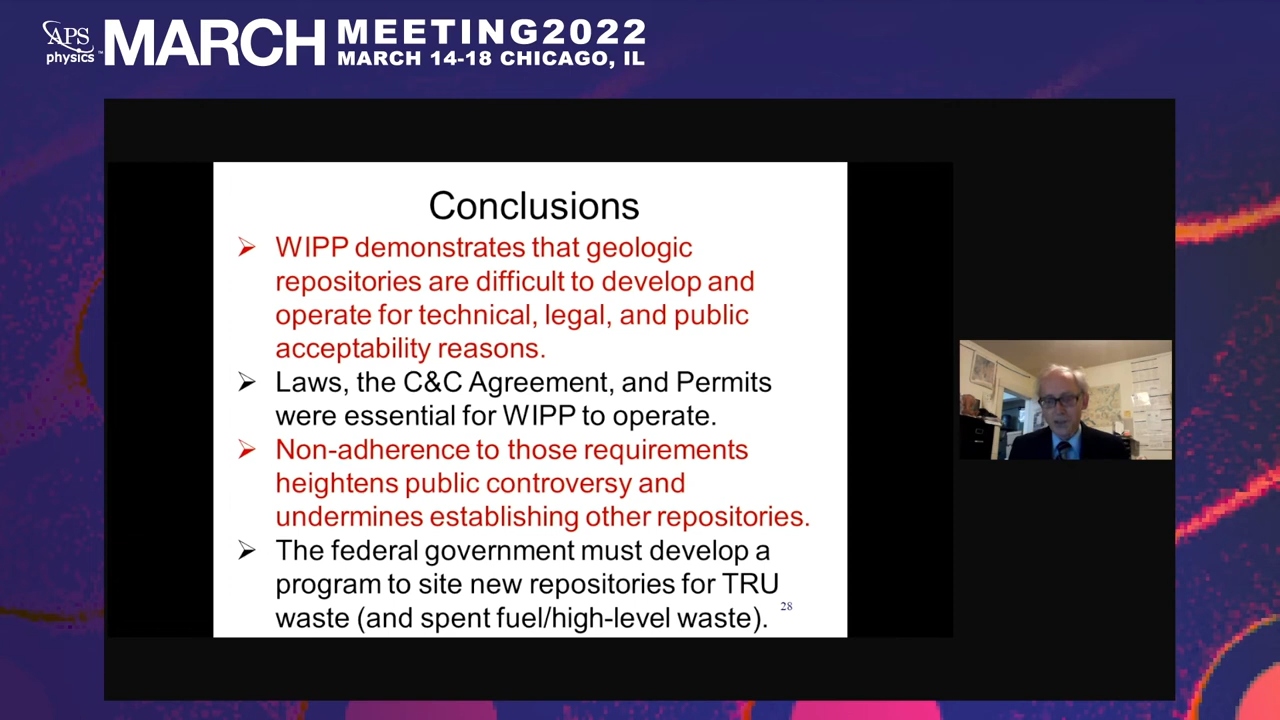 APS
physics™
MARCH
MEETING2022
MARCH 14-18 CHICAGO, IL
Conclusions
➢ WIPP demonstrates that geologic
repositories are difficult to develop and
operate for technical, legal, and public
acceptability reasons.
➢ Laws, the C&C Agreement, and Permits
were essential for WIPP to operate.
➢ Non-adherence to those requirements
heightens public controversy and
undermines establishing other repositories.
➢ The federal government must develop a
program to site new repositories for TRU
waste (and spent fuel/high-level waste).
28